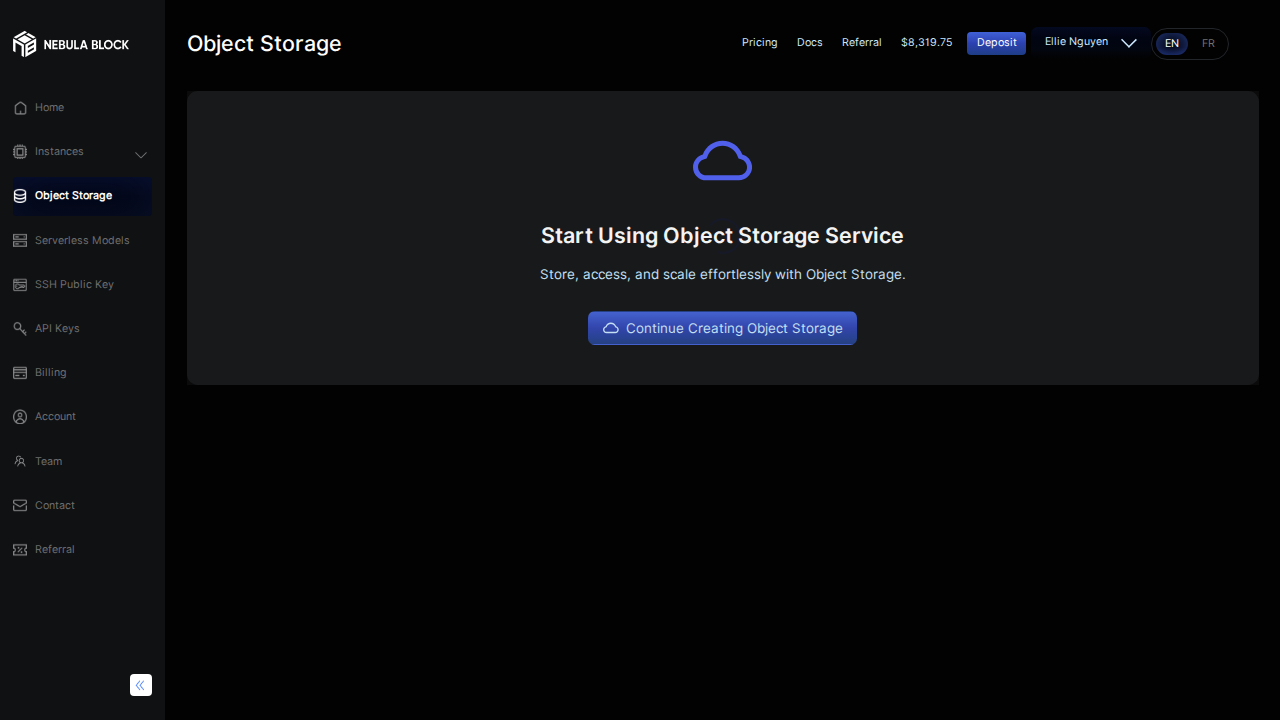 NEBULA BLOCK
Object Storage
Pricing
Docs
Referral
$8,319.75
Deposit
Ellie Nguyen
EN
FR
Home
Instances
Object Storage
Serverless Models
SSH Public Key
API Keys
Billing
Account
Team
Contact
Referral
Start Using Object Storage Service
Store, access, and scale effortlessly with Object Storage.
Continue Creating Object Storage